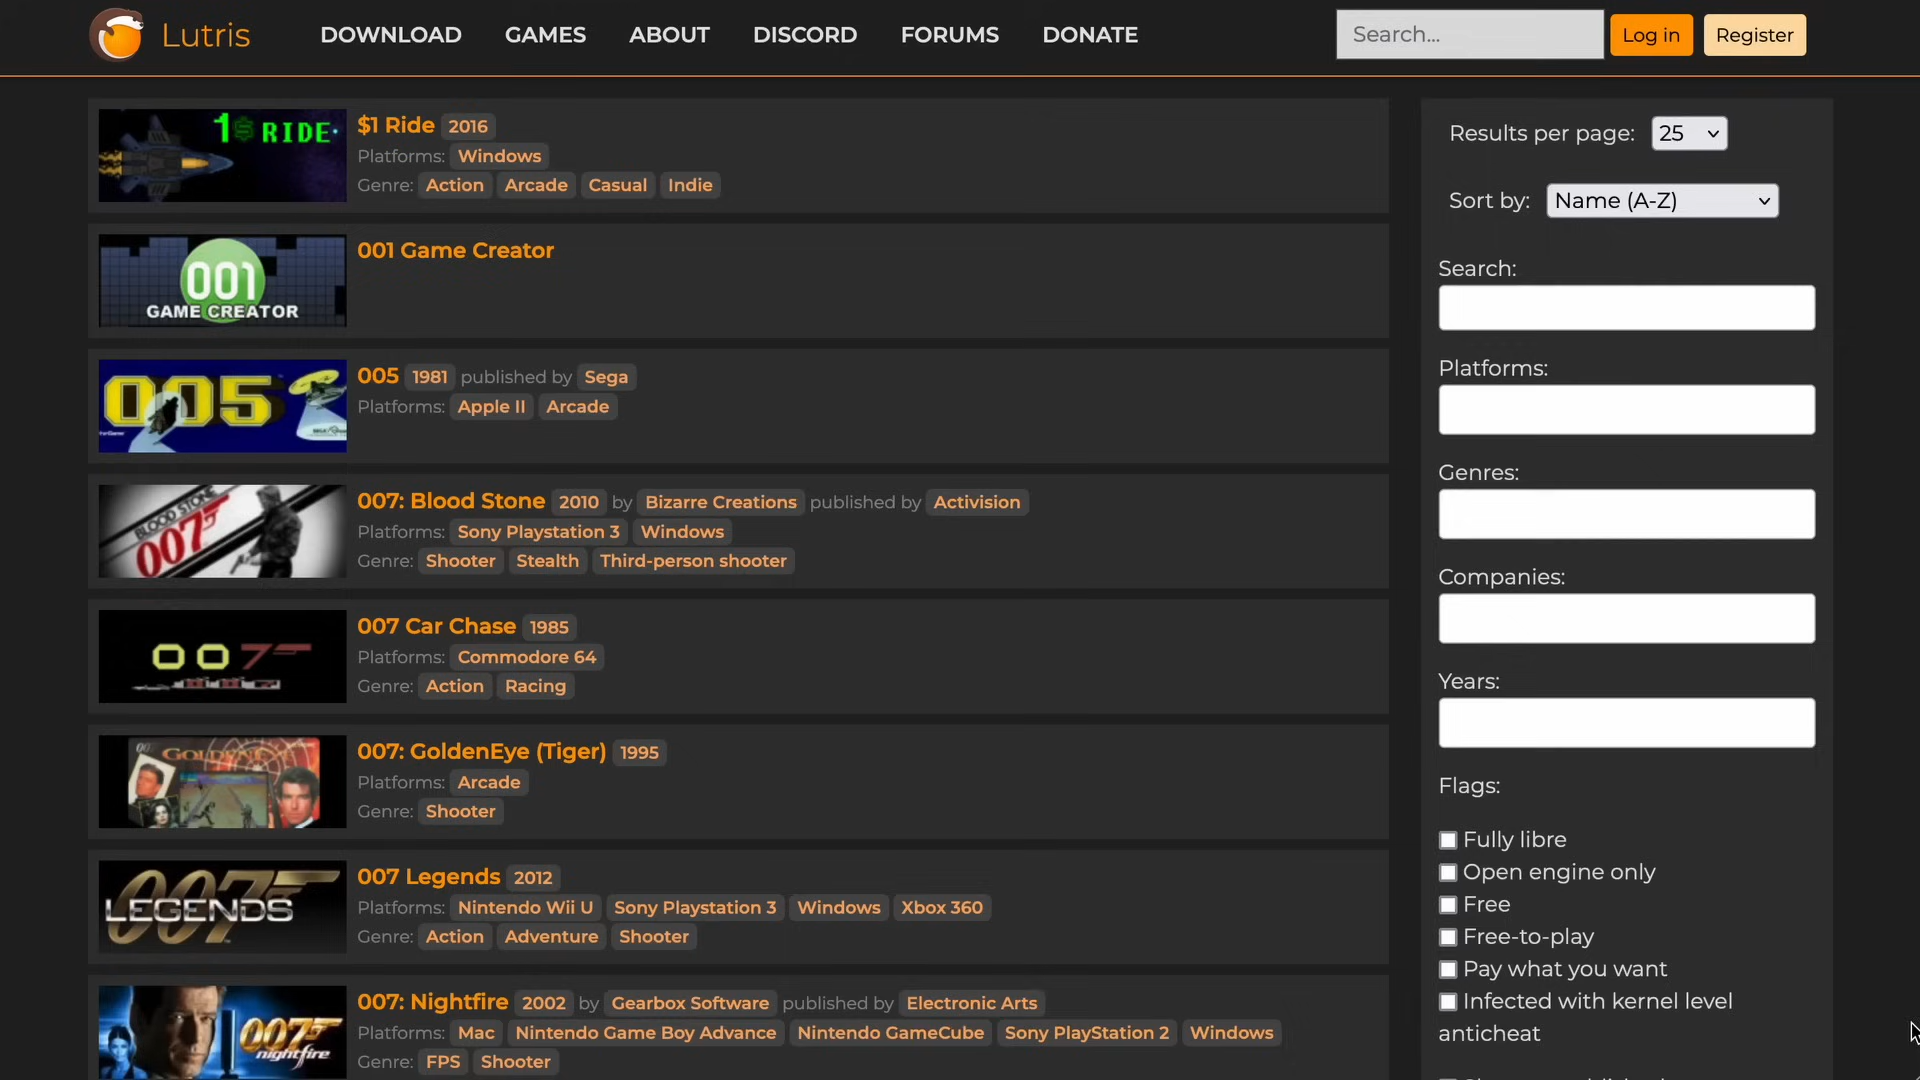 Lutris DOWNLOAD GAMES ABOUT DISCORD FORUMS DONATE Search... Log in Register
1$ RIDE
$1 Ride 2016
Platforms: Windows
Genre: Action Arcade Casual Indie
001
GAME CREATOR
001 Game Creator
005
005 1981 published by Sega
Platforms: Apple II Arcade
BLOOD STONE
007
007: Blood Stone 2010 by Bizarre Creations published by Activision
Platforms: Sony Playstation 3 Windows
Genre: Shooter Stealth Third-person shooter
007
007 Car Chase 1985
Platforms: Commodore 64
Genre: Action Racing
GOLDENEYE
007: GoldenEye (Tiger) 1995
Platforms: Arcade
Genre: Shooter
007
LEGENDS
007 Legends 2012
Platforms: Nintendo Wii U Sony Playstation 3 Windows Xbox 360
Genre: Action Adventure Shooter
007
nightfire
007: Nightfire 2002 by Gearbox Software published by Electronic Arts
Platforms: Mac Nintendo Game Boy Advance Nintendo GameCube Sony PlayStation 2 Windows
Genre: FPS Shooter
Results per page: 25
Sort by: Name (A-Z)
Search:
Platforms:
Genres:
Companies:
Years:
Flags:
Fully libre
Open engine only
Free
Free-to-play
Pay what you want
Infected with kernel level
anticheat